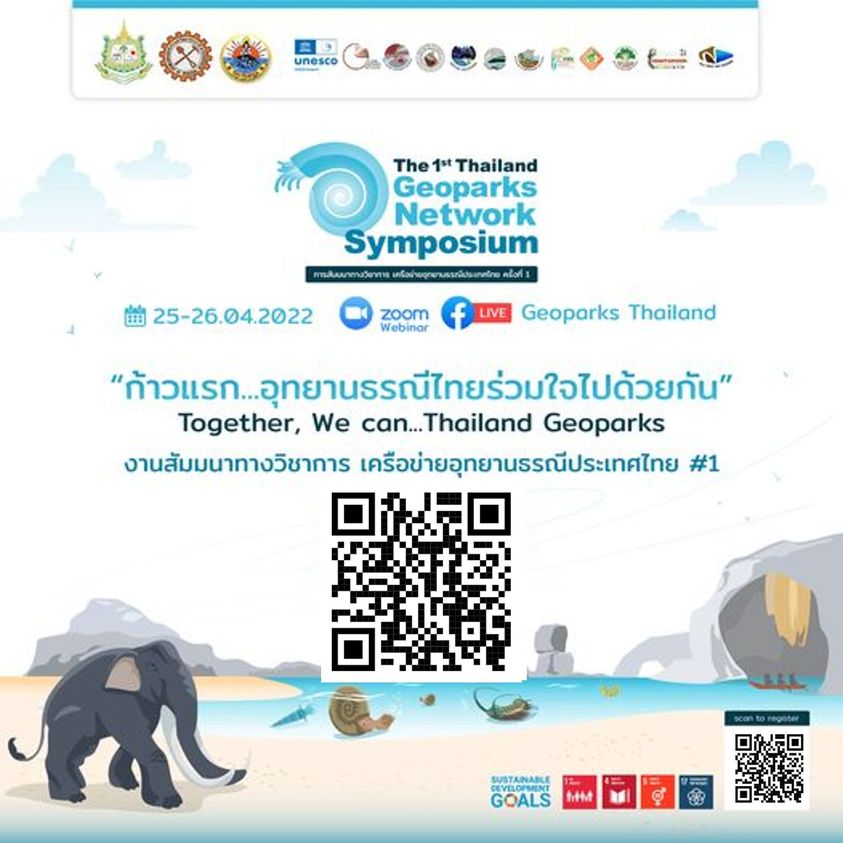 unesco
The 1st Thailand
Geoparks
Network
Symposium
การสัมมนาทางวิชาการ เครือข่ายอุทยานธรณีประเทศไทย ครั้งที่ 1
25-26.04.2022
zoom
Webinar
LIVE
Geoparks Thailand
“ก้าวแรก...อุทยานธรณีไทยร่วมใจไปด้วยกัน”
Together, We can...Thailand Geoparks
งานสัมมนาทางวิชาการ เครือข่ายอุทยานธรณีประเทศไทย #1
scan to register
SUSTAINABLE
DEVELOPMENT
GOALS
1
4
5
17